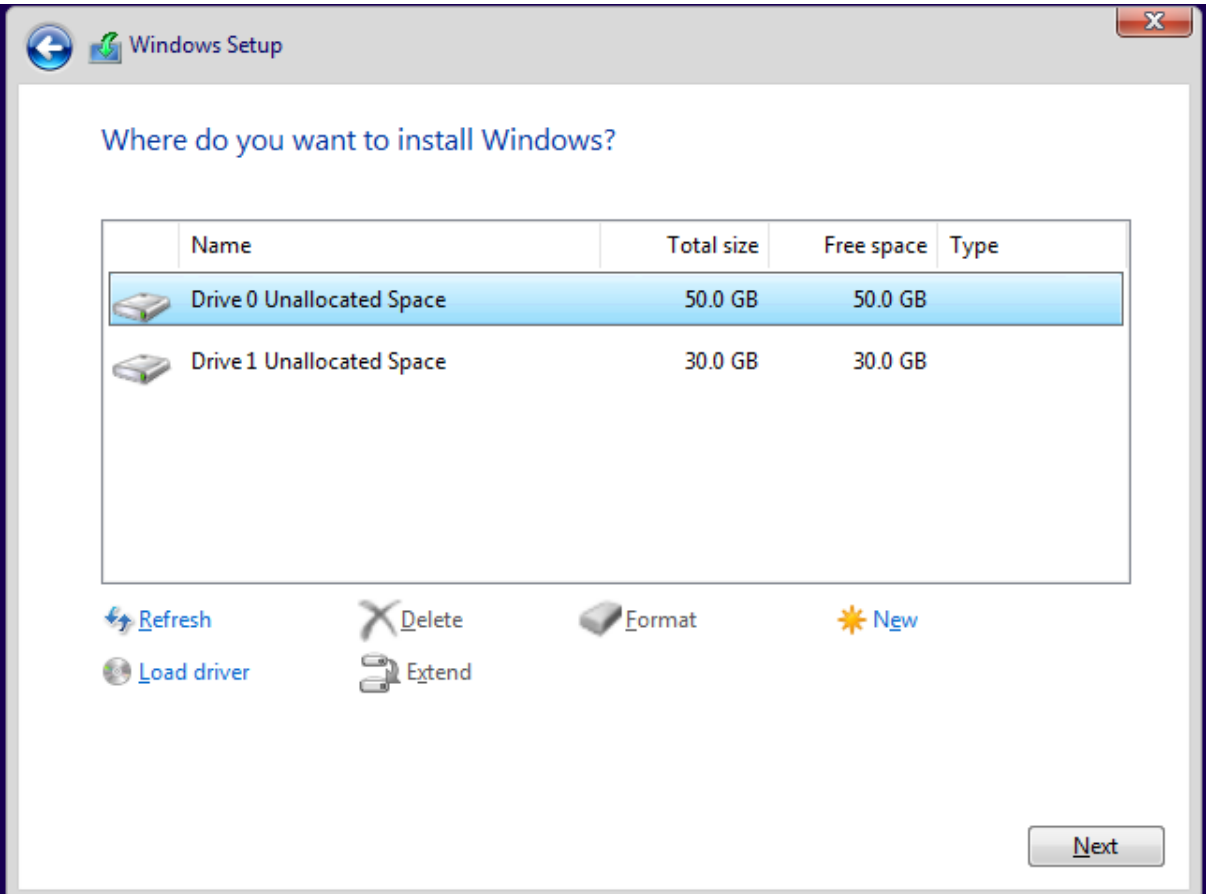 Windows Setup
Where do you want to install Windows?
Name Total size Free space Type
Drive 0 Unallocated Space 50.0 GB 50.0 GB
Drive 1 Unallocated Space 30.0 GB 30.0 GB
Refresh Delete Format New
Load driver Extend
Next